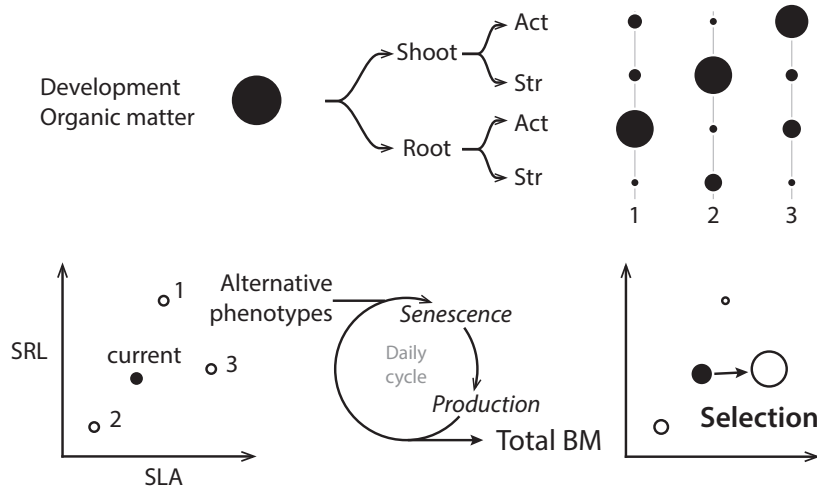 Development
Organic matter
Shoot
Root
Act
Str
Act
Str
1
2
3
SRL
SLA
1
current
3
2
Alternative
phenotypes
Senescence
Daily
cycle
Production
Total BM
Selection